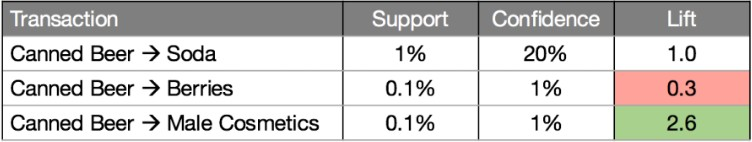 Transaction Support Confidence Lift
Canned Beer → Soda 1% 20% 1.0
Canned Beer → Berries 0.1% 1% 0.3
Canned Beer → Male Cosmetics 0.1% 1% 2.6